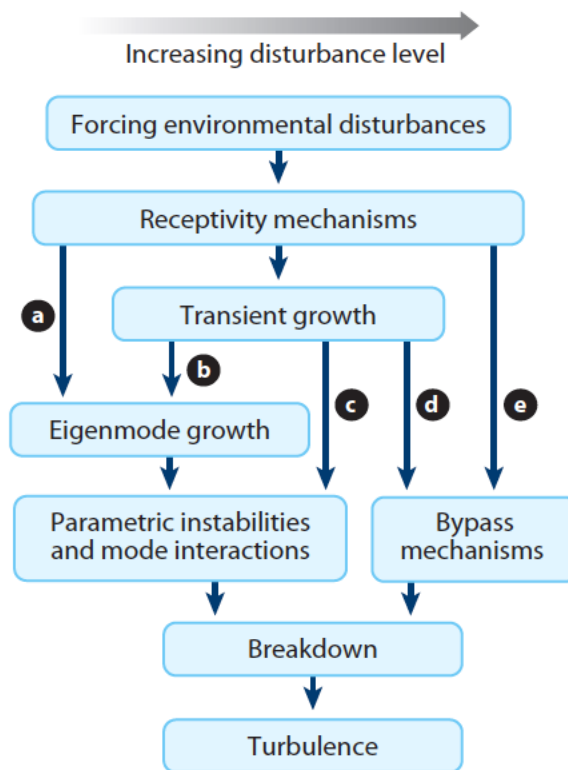 Increasing disturbance level
Forcing environmental disturbances
Receptivity mechanisms
Transient growth
a
b
c
d
e
Eigenmode growth
Parametric instabilities
and mode interactions
Bypass
mechanisms
Breakdown
Turbulence